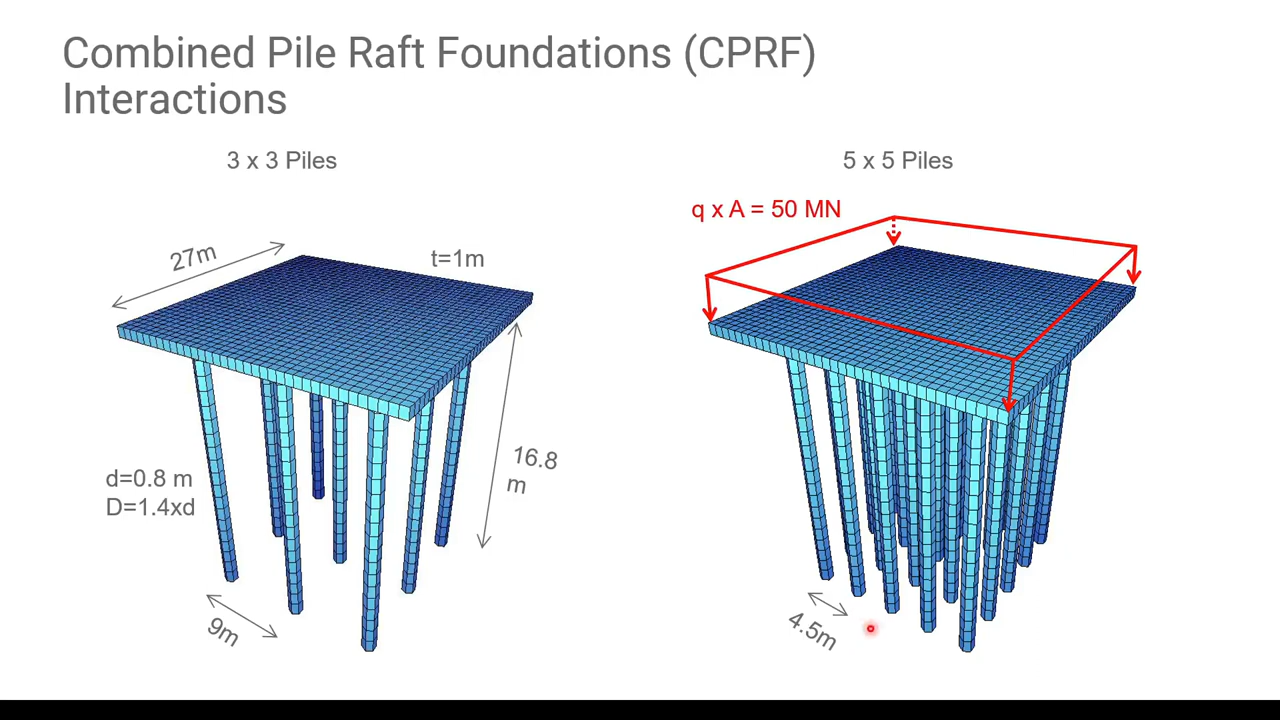 Combined Pile Raft Foundations (CPRF)
Interactions
3 x 3 Piles
5 x 5 Piles
q x A = 50 MN
27m
t=1m
16.8
m
d=0.8 m
D=1.4xd
9m
4.5m